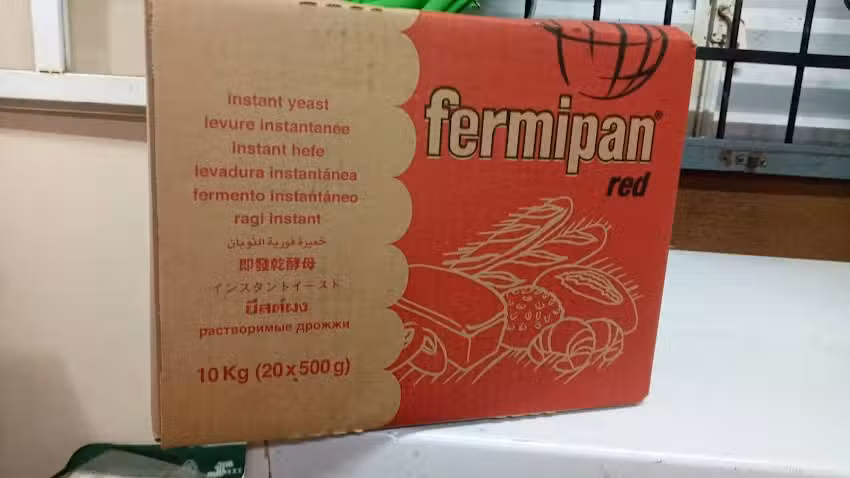 instant yeast
levure instantanée
instant hefe
levadura instantánea
fermento instantáneo
ragi instant
خميرة فورية الذوبان
即發乾酵母
インスタントイースト
ยีสต์ผง
растворимые дрожжи
10 Kg (20 x 500 g)
fermipan®
red